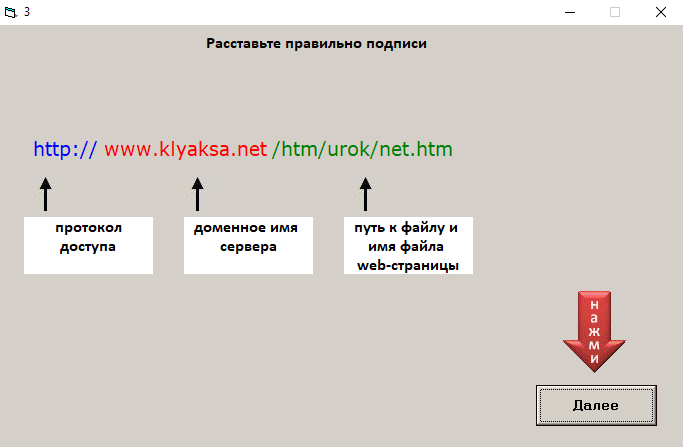 3
Расставьте правильно подписи
http:// www.klyaksa.net /htm/urok/net.htm
протокол
доступа
доменное имя
сервера
путь к файлу и
имя файла
web-страницы
нажми
Далее